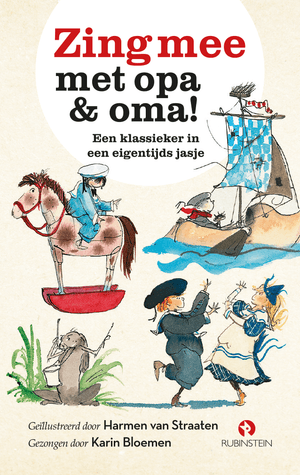 Zing mee
met opa
& oma!
Een klassieker in
een eigentijds jasje
Geïllustreerd door Harmen van Straaten
Gezongen door Karin Bloemen
RUBINSTEIN